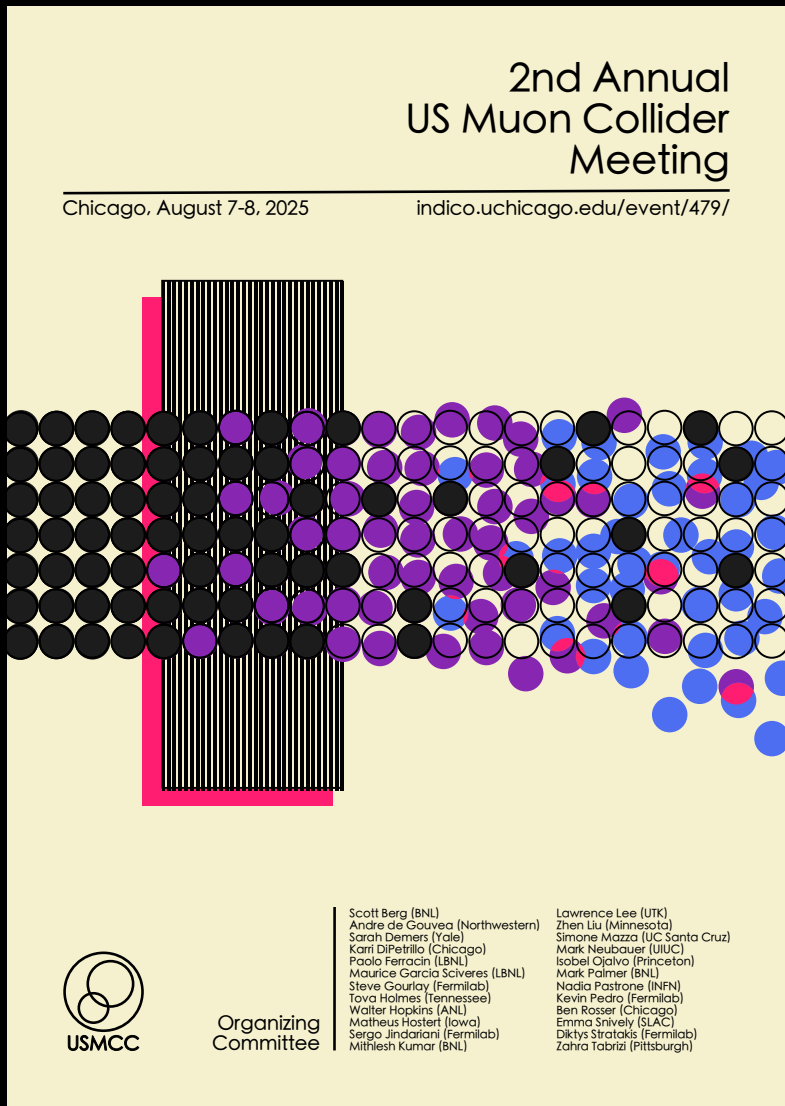 2nd Annual
US Muon Collider
Meeting
Chicago, August 7-8, 2025
indico.uchicago.edu/event/479/
USMCC
Organizing
Committee
Scott Berg (BNL)
Andre de Gouvea (Northwestern)
Sarah Demers (Yale)
Karri DiPetrillo (Chicago)
Paolo Ferracin (LBNL)
Maurice Garcia Sciveres (LBNL)
Steve Gourlay (Fermilab)
Tova Holmes (Tennessee)
Walter Hopkins (ANL)
Matheus Hostert (Iowa)
Sergo Jindariani (Fermilab)
Mithlesh Kumar (BNL)
Lawrence Lee (UTK)
Zhen Liu (Minnesota)
Simone Mazza (UC Santa Cruz)
Mark Neubauer (UIUC)
Isobel Ojalvo (Princeton)
Mark Palmer (BNL)
Nadia Pastrone (INFN)
Kevin Pedro (Fermilab)
Ben Rosser (Chicago)
Emma Snively (SLAC)
Diktys Stratakis (Fermilab)
Zahra Tabrizi (Pittsburgh)